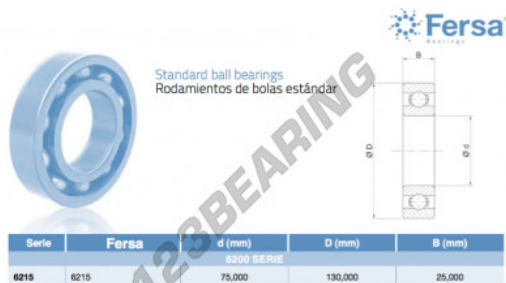 Fersa
Bearings
Standard ball bearings
Rodamientos de bolas estándar
B
Ø D
Ø d
123BEARING
Serie Fersa d (mm) D (mm) B (mm)
6200 SERIE
6215 6215 75,000 130,000 25,000